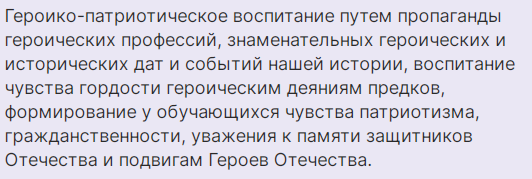 Героико-патриотическое воспитание путем пропаганды
героических профессий, знаменательных героических и
исторических дат и событий нашей истории, воспитание
чувства гордости героическим деяниям предков,
формирование у обучающихся чувства патриотизма,
гражданственности, уважения к памяти защитников
Отечества и подвигам Героев Отечества.